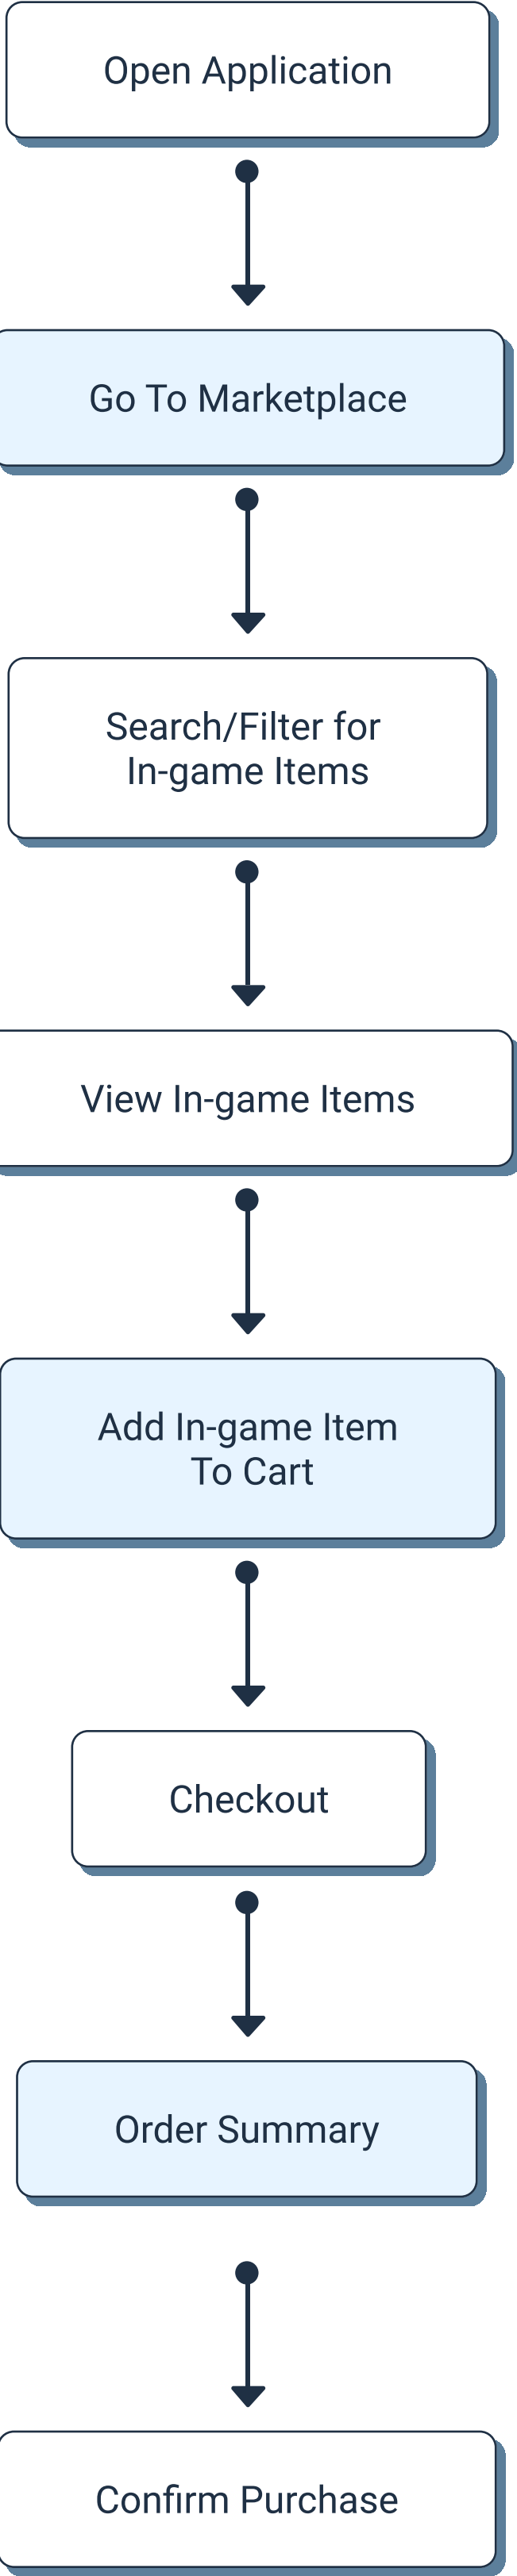 Open Application
Go To Marketplace
Search/Filter for
In-game Items
View In-game Items
Add In-game Item
To Cart
Checkout
Order Summary
Confirm Purchase